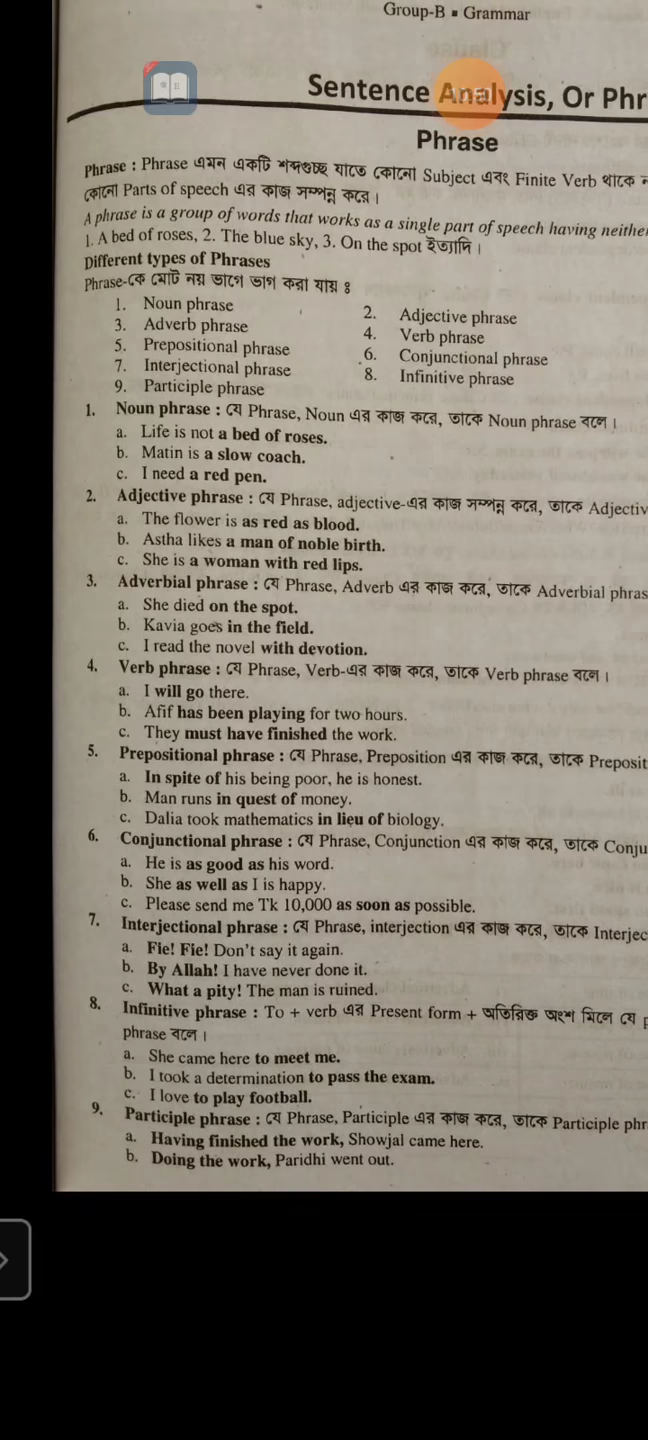 Group-B ▪ Grammar
Sentence Analysis, Or Phr
Phrase
Phrase : Phrase এমন একটি শব্দগুচ্ছ যাতে কোনো Subject এবং Finite Verb থাকে
কোনো Parts of speech এর কাজ সম্পন্ন করে।
A phrase is a group of words that works as a single part of speech having neithe
1. A bed of roses, 2. The blue sky, 3. On the spot ইত্যাদি।
Different types of Phrases
Phrase-কে মোট নয় ভাগে ভাগ করা যায় ঃ
1. Noun phrase 2. Adjective phrase
3. Adverb phrase 4. Verb phrase
5. Prepositional phrase 6. Conjunctional phrase
7. Interjectional phrase 8. Infinitive phrase
9. Participle phrase
1. Noun phrase : যে Phrase, Noun এর কাজ করে, তাকে Noun phrase বলে।
a. Life is not a bed of roses.
b. Matin is a slow coach.
c. I need a red pen.
2. Adjective phrase : যে Phrase, adjective-এর কাজ সম্পন্ন করে, তাকে Adjectiv
a. The flower is as red as blood.
b. Astha likes a man of noble birth.
c. She is a woman with red lips.
3. Adverbial phrase : যে Phrase, Adverb এর কাজ করে, তাকে Adverbial phras
a. She died on the spot.
b. Kavia goes in the field.
c. I read the novel with devotion.
4. Verb phrase : যে Phrase, Verb-এর কাজ করে, তাকে Verb phrase বলে।
a. I will go there.
b. Afif has been playing for two hours.
c. They must have finished the work.
5. Prepositional phrase : যে Phrase, Preposition এর কাজ করে, তাকে Preposit
a. In spite of his being poor, he is honest.
b. Man runs in quest of money.
c. Dalia took mathematics in lieu of biology.
6. Conjunctional phrase : যে Phrase, Conjunction এর কাজ করে, তাকে Conju
a. He is as good as his word.
b. She as well as I is happy.
c. Please send me Tk 10,000 as soon as possible.
7. Interjectional phrase : যে Phrase, interjection এর কাজ করে, তাকে Interjec
a. Fie! Fie! Don't say it again.
b. By Allah! I have never done it.
c. What a pity! The man is ruined.
8. Infinitive phrase : To + verb এর Present form + অতিরিক্ত অংশ মিলে যে
phrase বলে।
a. She came here to meet me.
b. I took a determination to pass the exam.
c. I love to play football.
9. Participle phrase : যে Phrase, Participle এর কাজ করে, তাকে Participle phr
a. Having finished the work, Showjal came here.
b. Doing the work, Paridhi went out.